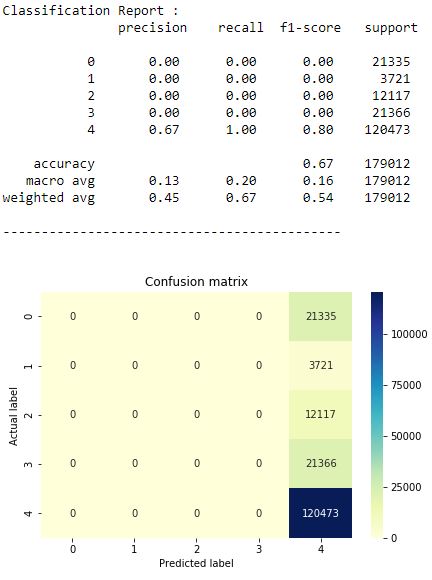 Classification Report :
precision recall f1-score support
0 0.00 0.00 0.00 21335
1 0.00 0.00 0.00 3721
2 0.00 0.00 0.00 12117
3 0.00 0.00 0.00 21366
4 0.67 1.00 0.80 120473
accuracy 0.67 179012
macro avg 0.13 0.20 0.16 179012
weighted avg 0.45 0.67 0.54 179012
--------------------------------------------
Confusion matrix
0 0 0 0 0 21335
1 0 0 0 0 3721
2 0 0 0 0 12117
3 0 0 0 0 21366
4 0 0 0 0 120473
0 1 2 3 4
Actual label
Predicted label
100000
75000
50000
25000
0